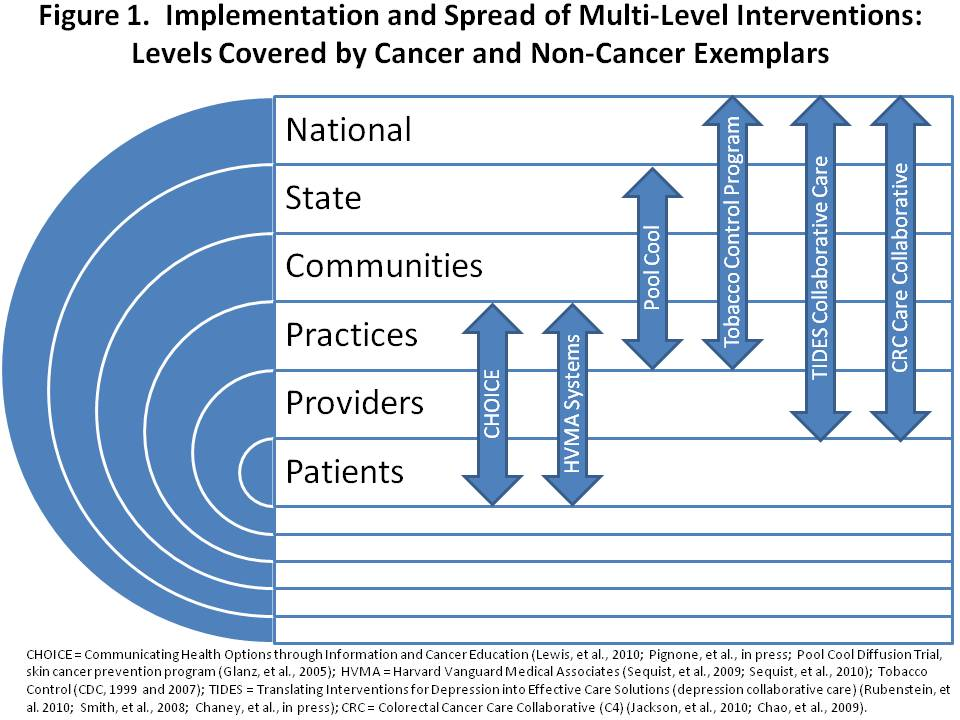 Figure 1.  Implementation and Spread of Multi-Level Interventions:
Levels Covered by Cancer and Non-Cancer Exemplars
National
State
Communities
Practices
Providers
Patients
CHOICE
HVMA Systems
Pool Cool
Tobacco Control Program
TIDES Collaborative Care
CRC Care Collaborative
CHOICE = Communicating Health Options through Information and Cancer Education (Lewis, et al., 2010;  Pignone, et al., in press;  Pool Cool Diffusion Trial,
skin cancer prevention program (Glanz, et al., 2005);  HVMA = Harvard Vanguard Medical Associates (Sequist, et al., 2009;  Sequist, et al., 2010);  Tobacco
Control (CDC, 1999 and 2007); TIDES = Translating Interventions for Depression into Effective Care Solutions (depression collaborative care) (Rubenstein, et
al. 2010;  Smith, et al., 2008;  Chaney, et al., in press); CRC = Colorectal Cancer Care Collaborative (C4) (Jackson, et al., 2010;  Chao, et al., 2009).